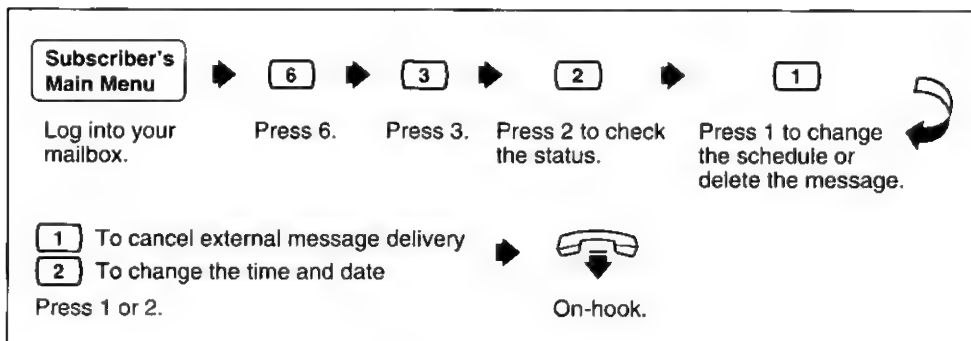 Subscriber's
Main Menu
6
3
2
1
Log into your
mailbox.
Press 6.
Press 3.
Press 2 to check
the status.
Press 1 to change
the schedule or
delete the message.
1 To cancel external message delivery
2 To change the time and date
Press 1 or 2.
On-hook.